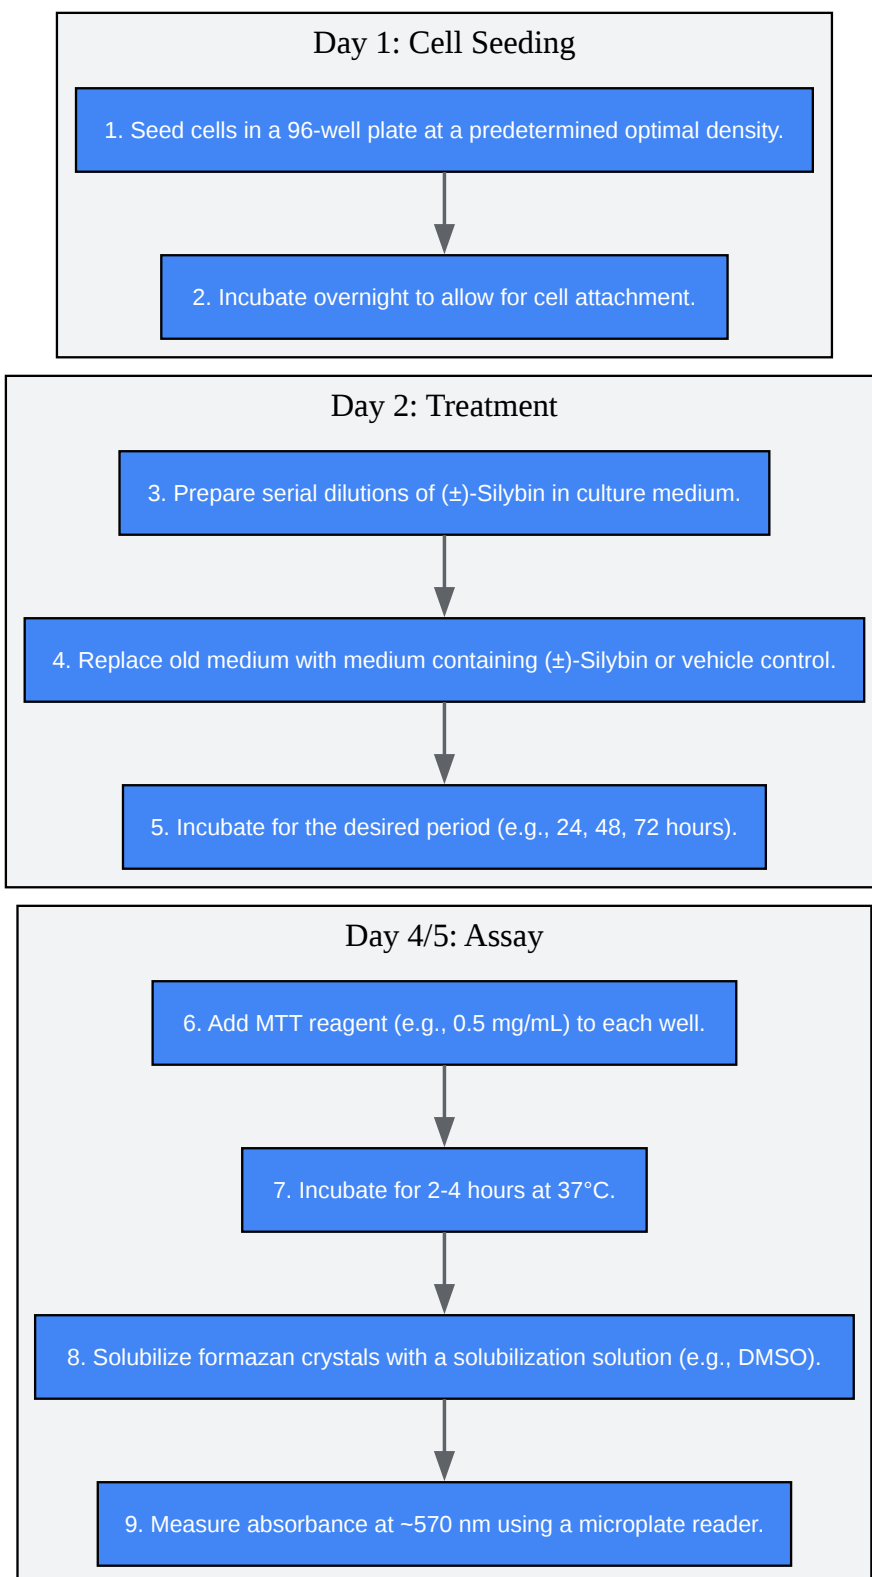 Day 1: Cell Seeding
1. Seed cells in a 96-well plate at a predetermined optimal density.
2. Incubate overnight to allow for cell attachment.
Day 2: Treatment
3. Prepare serial dilutions of (±)-Silybin in culture medium.
4. Replace old medium with medium containing (±)-Silybin or vehicle control.
5. Incubate for the desired period (e.g., 24, 48, 72 hours).
Day 4/5: Assay
6. Add MTT reagent (e.g., 0.5 mg/mL) to each well.
7. Incubate for 2-4 hours at 37°C.
8. Solubilize formazan crystals with a solubilization solution (e.g., DMSO).
9. Measure absorbance at ~570 nm using a microplate reader.